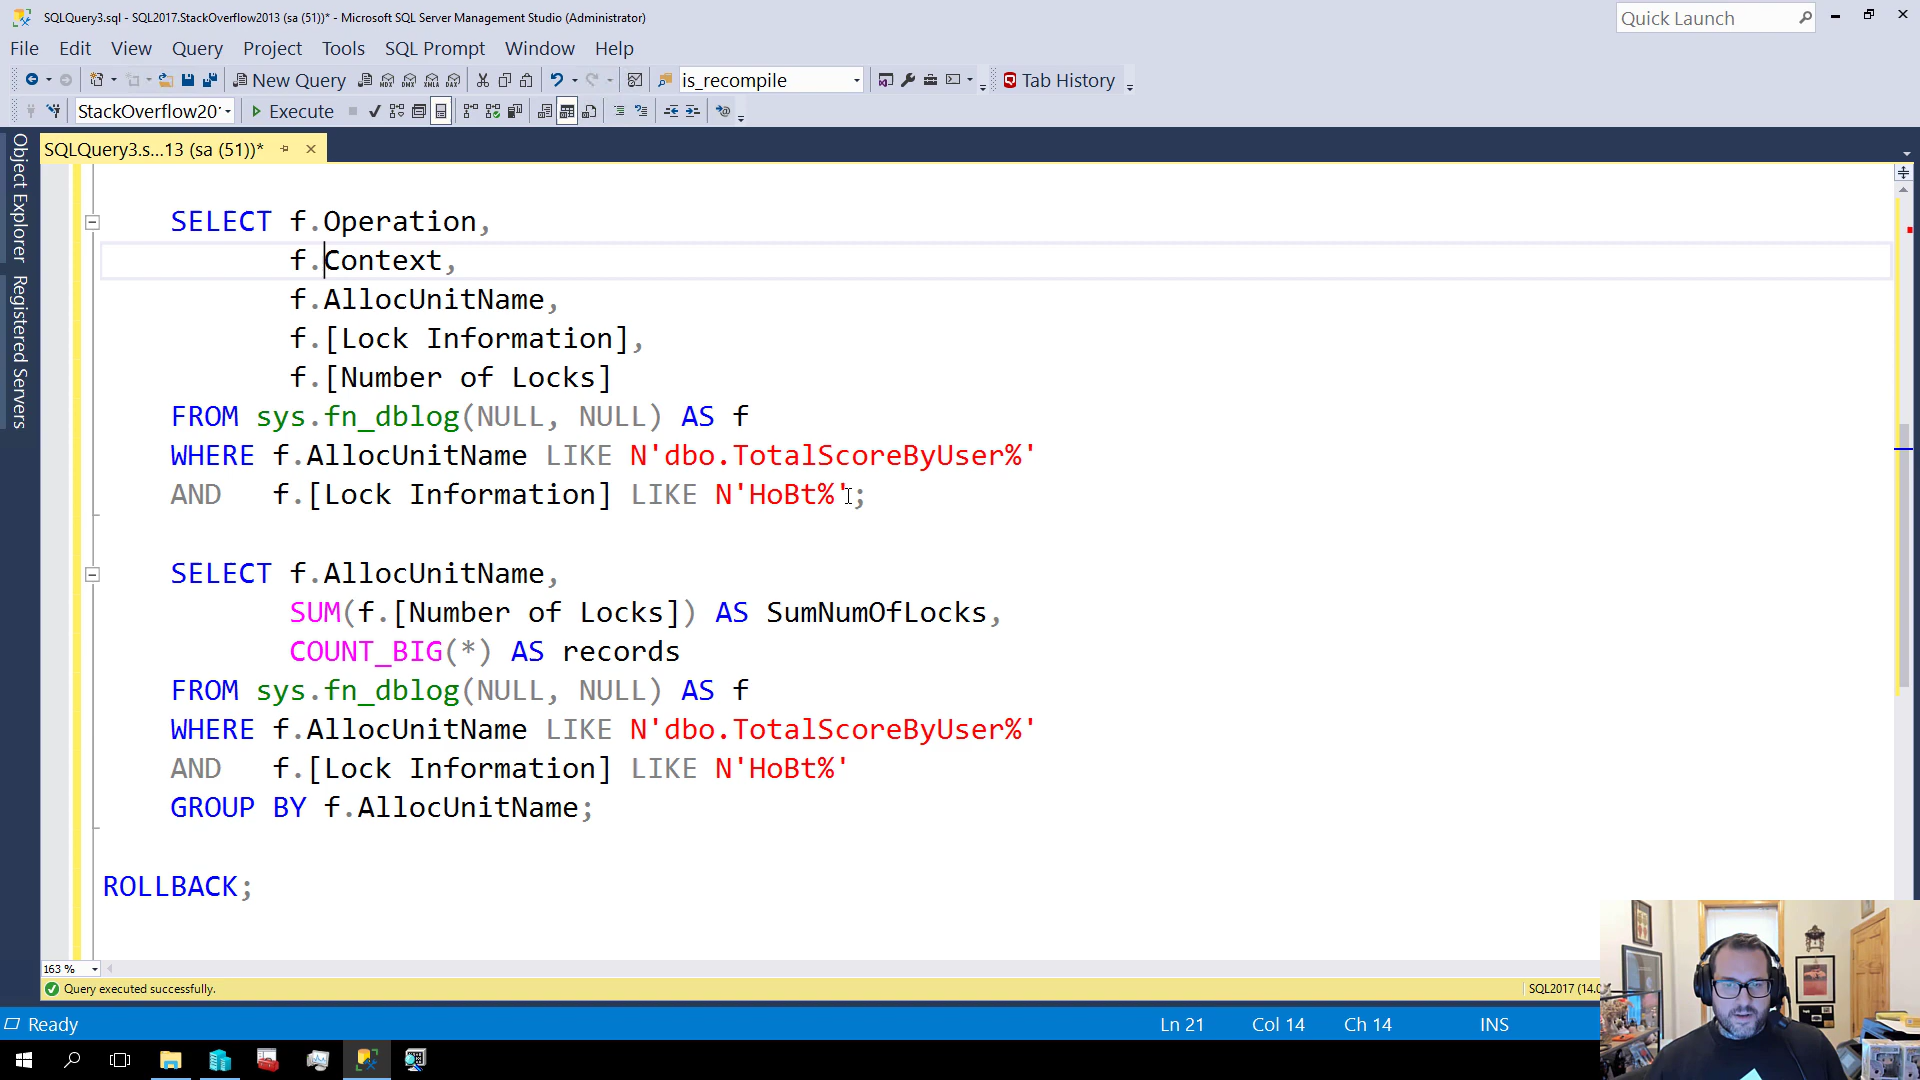 SQLQuery3.sql - SQL2017.StackOverflow2013 (sa (51))* - Microsoft SQL Server Management Studio (Administrator)
Quick Launch
File Edit View Query Project Tools SQL Prompt Window Help
New Query
MDX DMX XMLA DAX
is_recompile
Tab History
StackOverflow20
Execute
SQLQuery3.s...13 (sa (51))*
Object Explorer
Registered Servers
SELECT f.Operation,
f.Context,
f.AllocUnitName,
f.[Lock Information],
f.[Number of Locks]
FROM sys.fn_dblog(NULL, NULL) AS f
WHERE f.AllocUnitName LIKE N'dbo.TotalScoreByUser%'
AND f.[Lock Information] LIKE N'HoBt%';
SELECT f.AllocUnitName,
SUM(f.[Number of Locks]) AS SumNumOfLocks,
COUNT_BIG(*) AS records
FROM sys.fn_dblog(NULL, NULL) AS f
WHERE f.AllocUnitName LIKE N'dbo.TotalScoreByUser%'
AND f.[Lock Information] LIKE N'HoBt%'
GROUP BY f.AllocUnitName;
ROLLBACK;
163 %
Query executed successfully.
SQL2017 (14.0
Ready
Ln 21
Col 14
Ch 14
INS